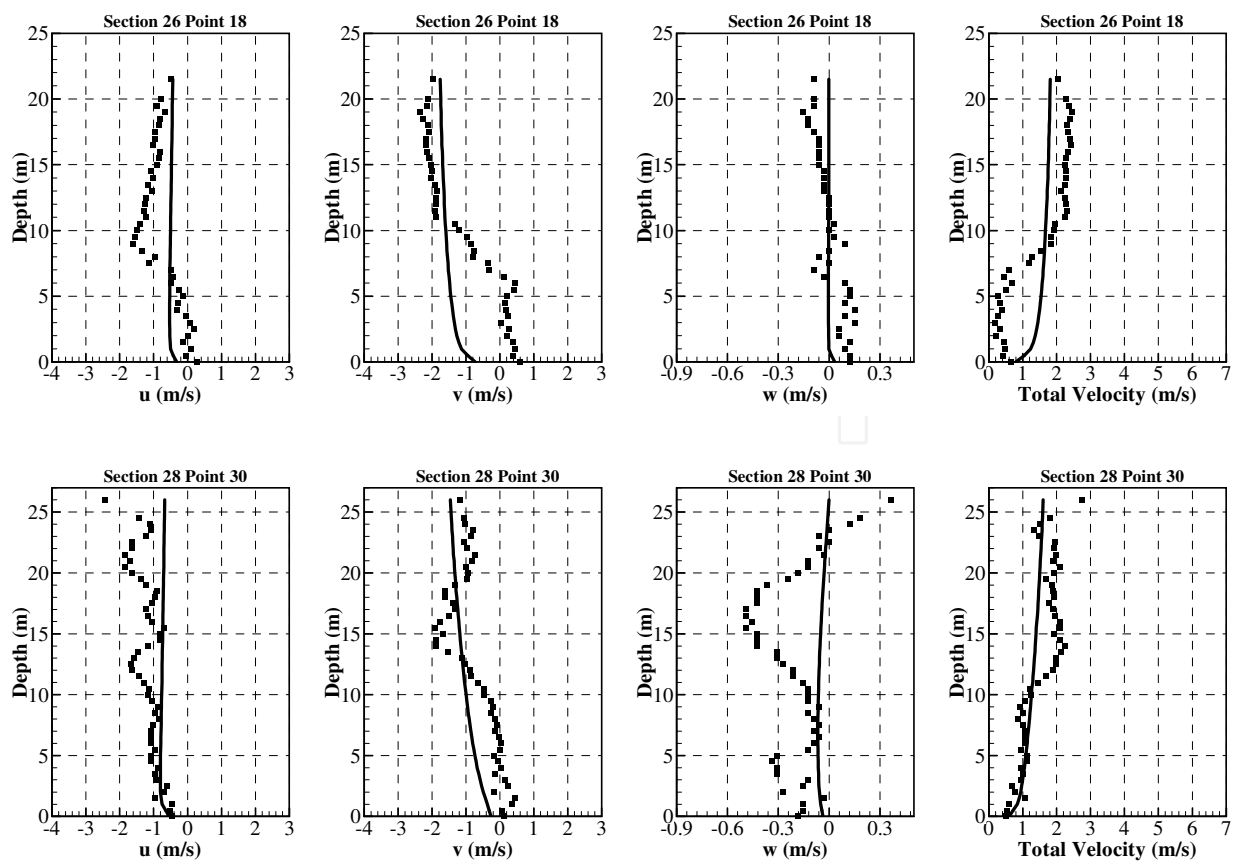 Section 26 Point 18 Section 26 Point 18 Section 26 Point 18 Section 26 Point 18
25 25 25 25
20 20 20 20
15 15 15 15
Depth (m) Depth (m) Depth (m) Depth (m)
10 10 10 10
5 5 5 5
0 0 0 0
-4 -3 -2 -1 0 1 2 3 -4 -3 -2 -1 0 1 2 3 -0.9 -0.6 -0.3 0 0.3 0 1 2 3 4 5 6 7
u (m/s) v (m/s) w (m/s) Total Velocity (m/s)
Section 28 Point 30 Section 28 Point 30 Section 28 Point 30 Section 28 Point 30
25 25 25 25
20 20 20 20
15 15 15 15
Depth (m) Depth (m) Depth (m) Depth (m)
10 10 10 10
5 5 5 5
0 0 0 0
-4 -3 -2 -1 0 1 2 3 -4 -3 -2 -1 0 1 2 3 -0.9 -0.6 -0.3 0 0.3 0 1 2 3 4 5 6 7
u (m/s) v (m/s) w (m/s) Total Velocity (m/s)